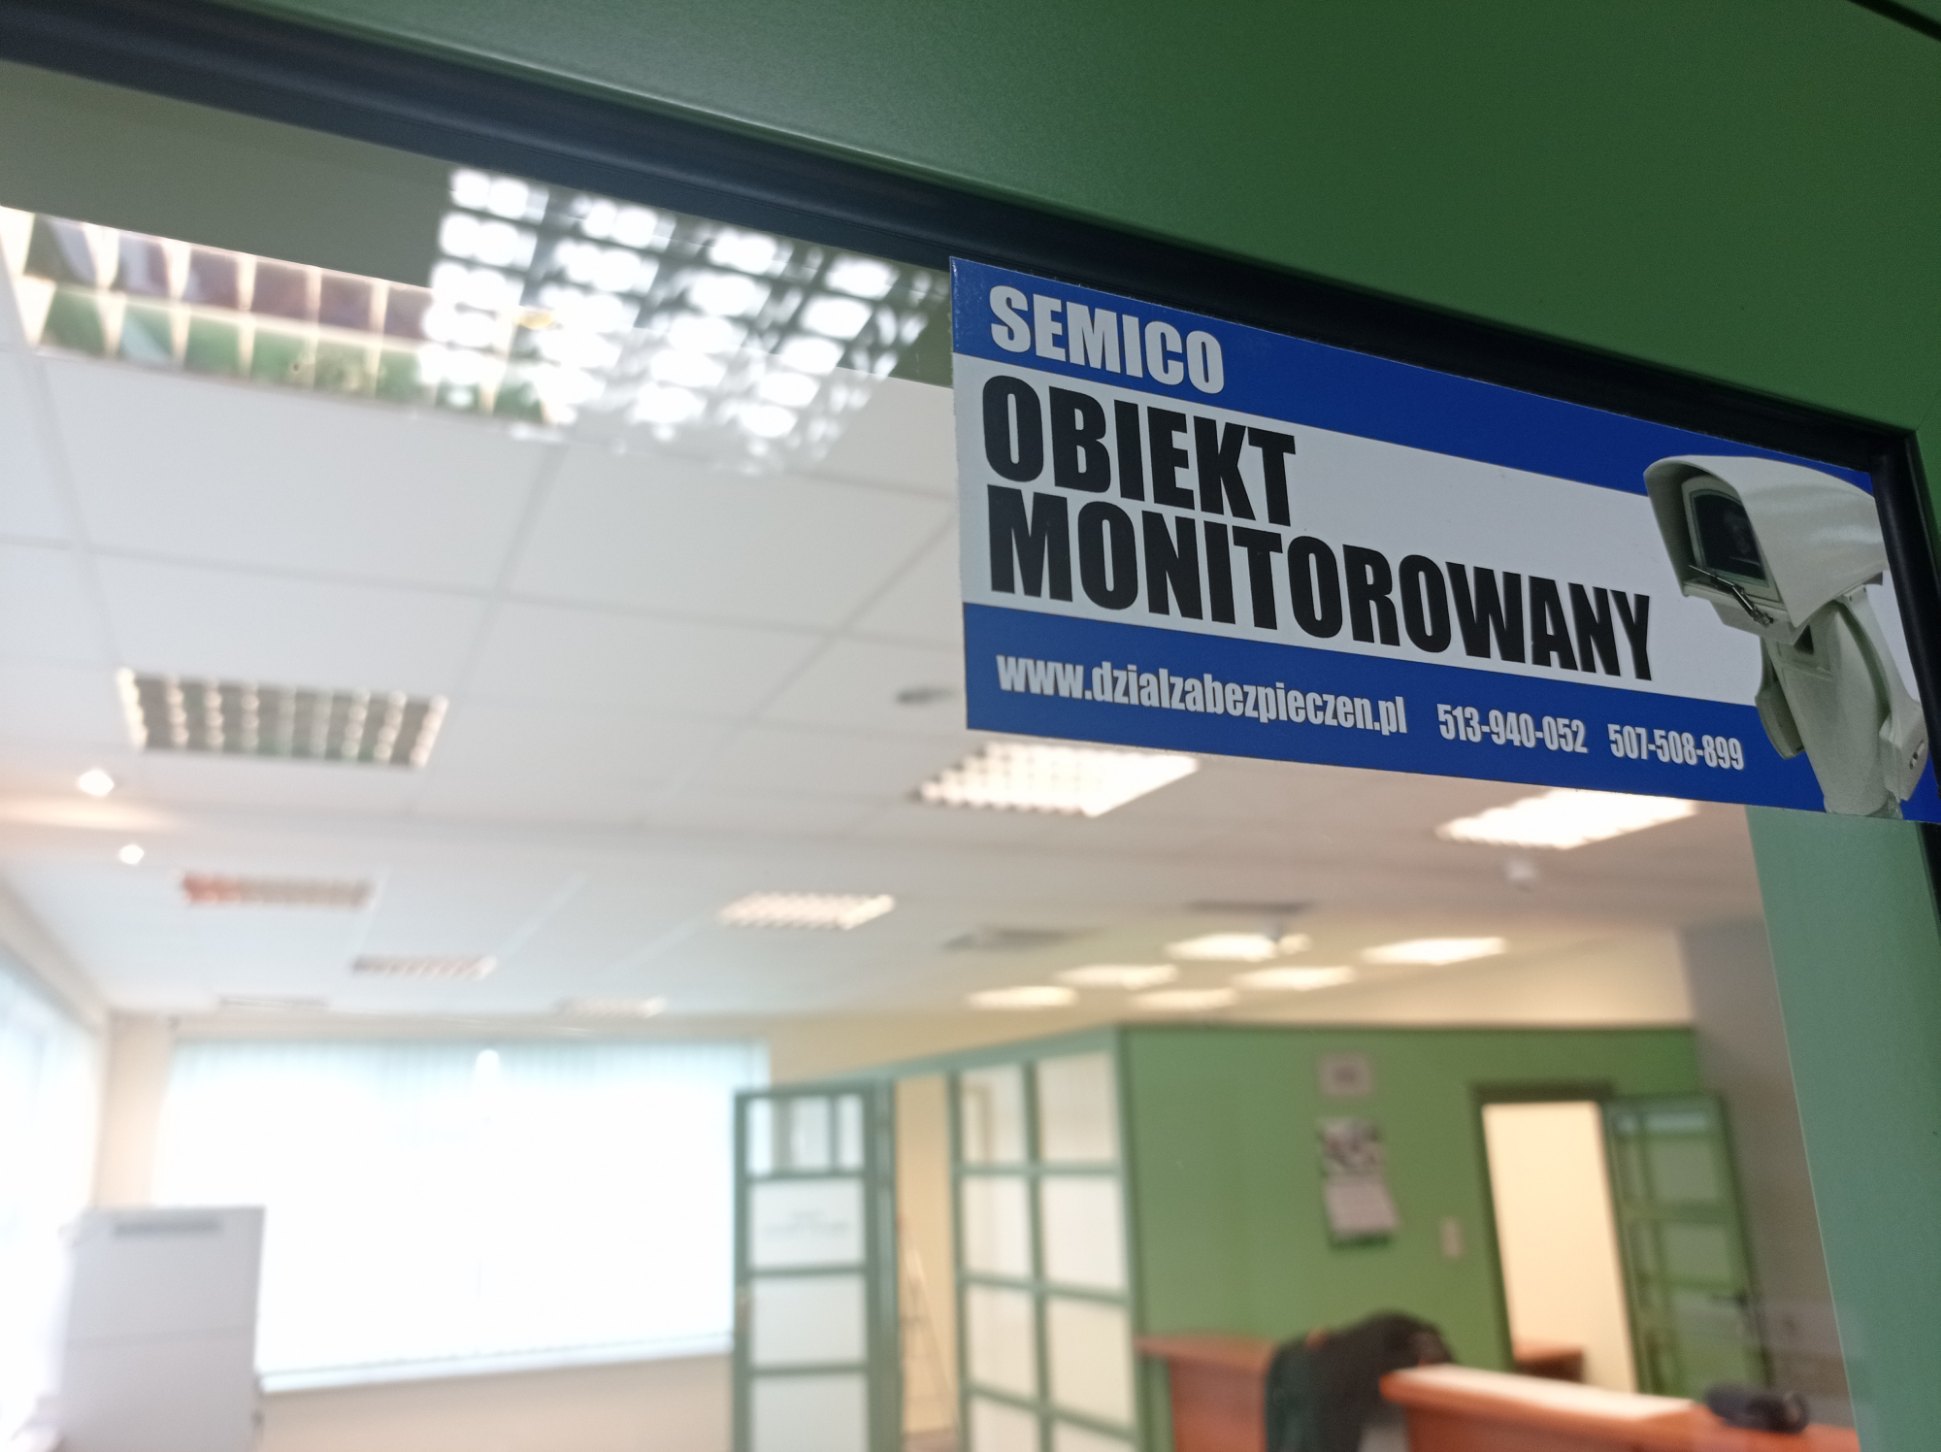 SEMICO
OBIEKT
MONITOROWANY
www.dzialzabezpieczen.pl 513-940-052 507-508-899